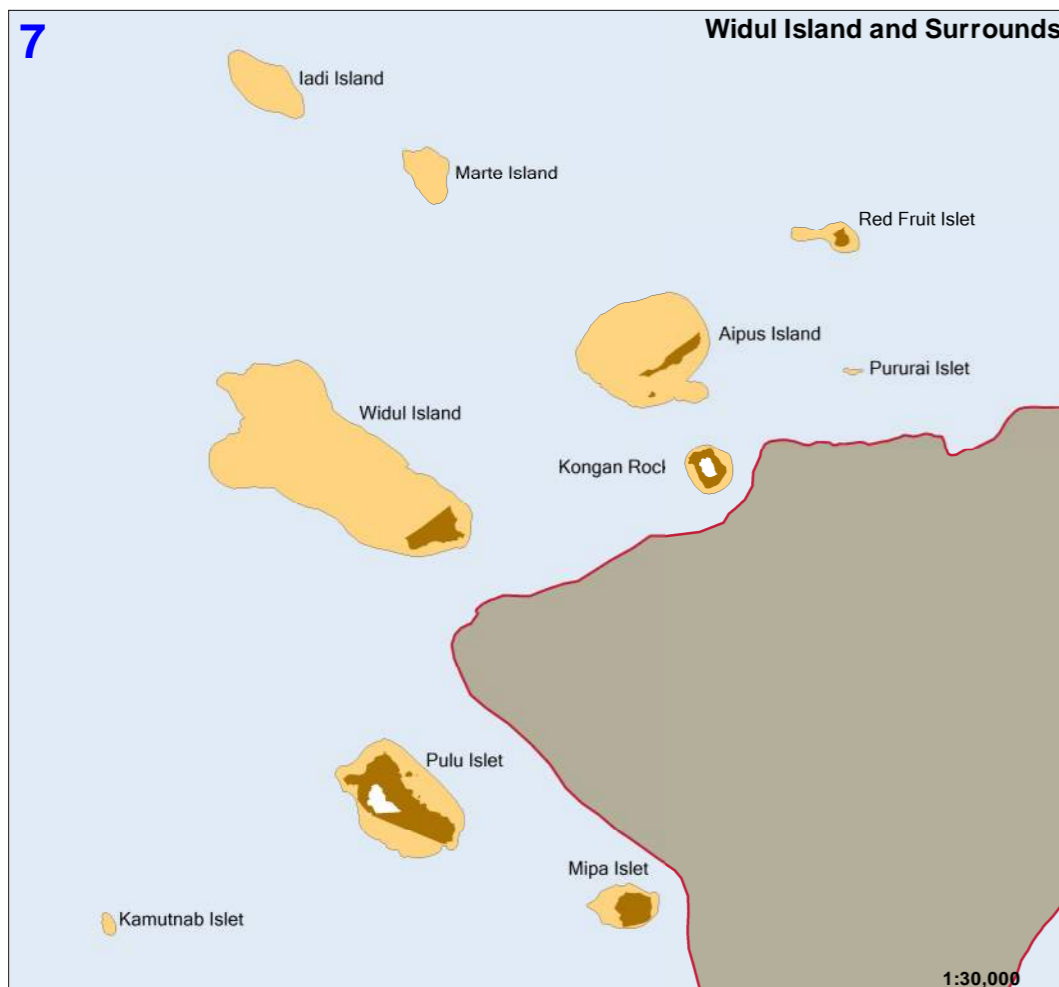 7
Widul Island and Surrounds
Iadi Island
Marte Island
Red Fruit Islet
Aipus Island
Pururai Islet
Widul Island
Kongan Rock
Pulu Islet
Mipa Islet
Kamutnab Islet
1:30,000